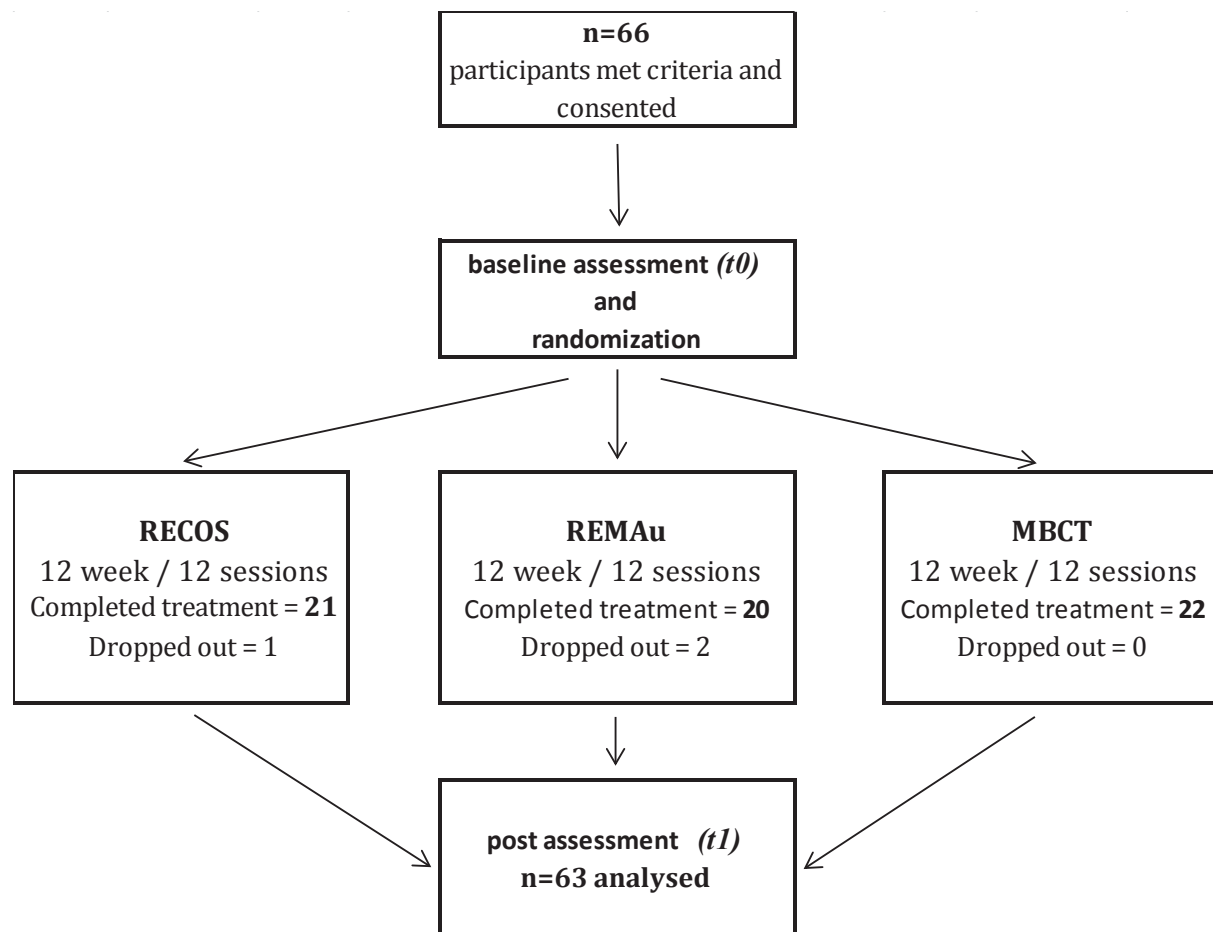 n=66
participants met criteria and
consented
baseline assessment (t0)
and
randomization
RECOS
12 week / 12 sessions
Completed treatment = 21
Dropped out = 1
REMAu
12 week / 12 sessions
Completed treatment = 20
Dropped out = 2
MBCT
12 week / 12 sessions
Completed treatment = 22
Dropped out = 0
post assessment (t1)
n=63 analysed